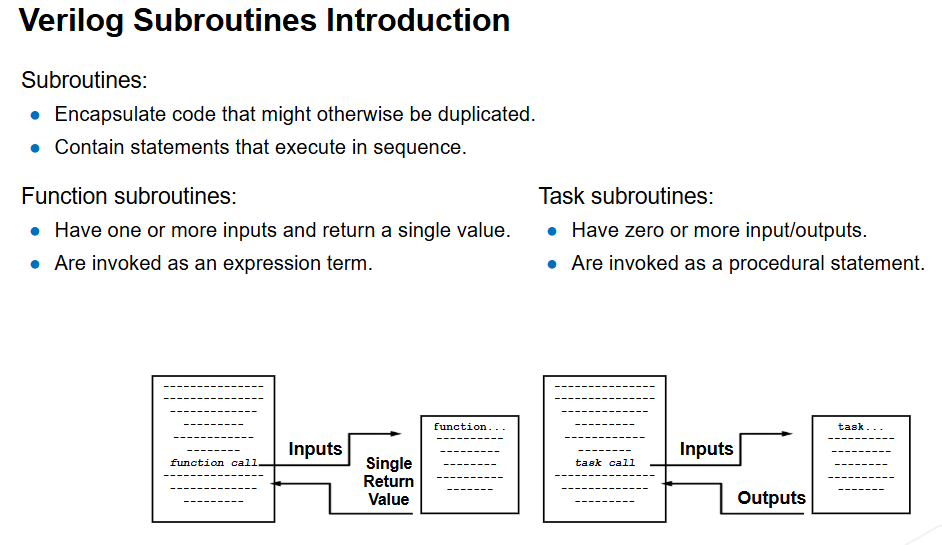 Verilog Subroutines Introduction
Subroutines:
Encapsulate code that might otherwise be duplicated.
Contain statements that execute in sequence.
Function subroutines:
Have one or more inputs and return a single value.
Are invoked as an expression term.
Task subroutines:
Have zero or more input/outputs.
Are invoked as a procedural statement.
function call
Inputs
Single
Return
Value
function...
task call
Inputs
Outputs
task...